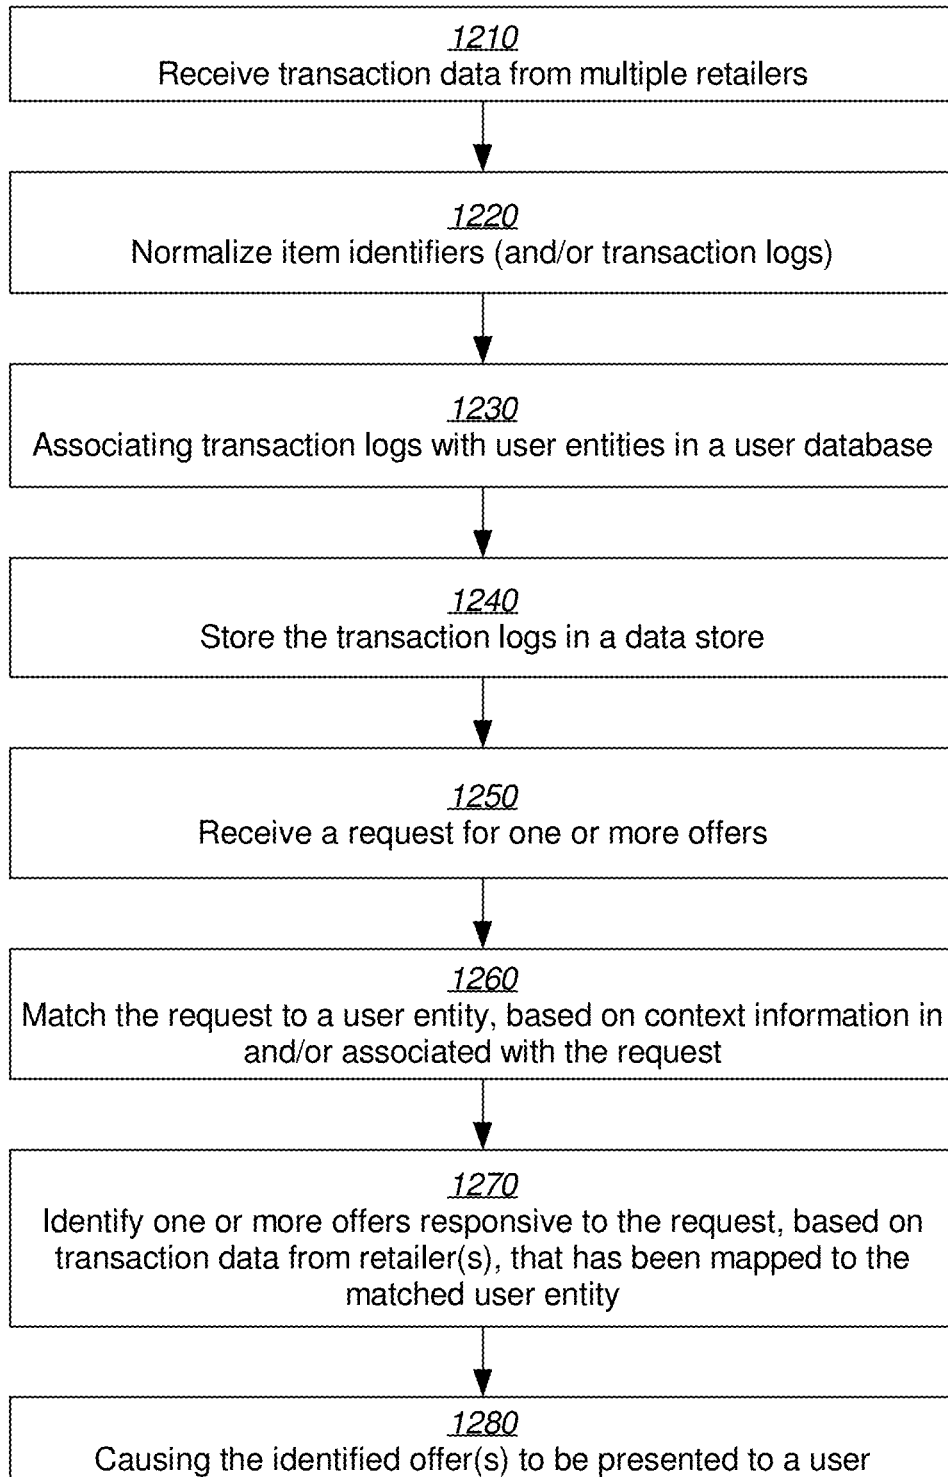 1210
Receive transaction data from multiple retailers
1220
Normalize item identifiers (and/or transaction logs)
1230
Associating transaction logs with user entities in a user database
1240
Store the transaction logs in a data store
1250
Receive a request for one or more offers
1260
Match the request to a user entity, based on context information in
and/or associated with the request
1270
Identify one or more offers responsive to the request, based on
transaction data from retailer(s), that has been mapped to the
matched user entity
1280
Causing the identified offer(s) to be presented to a user